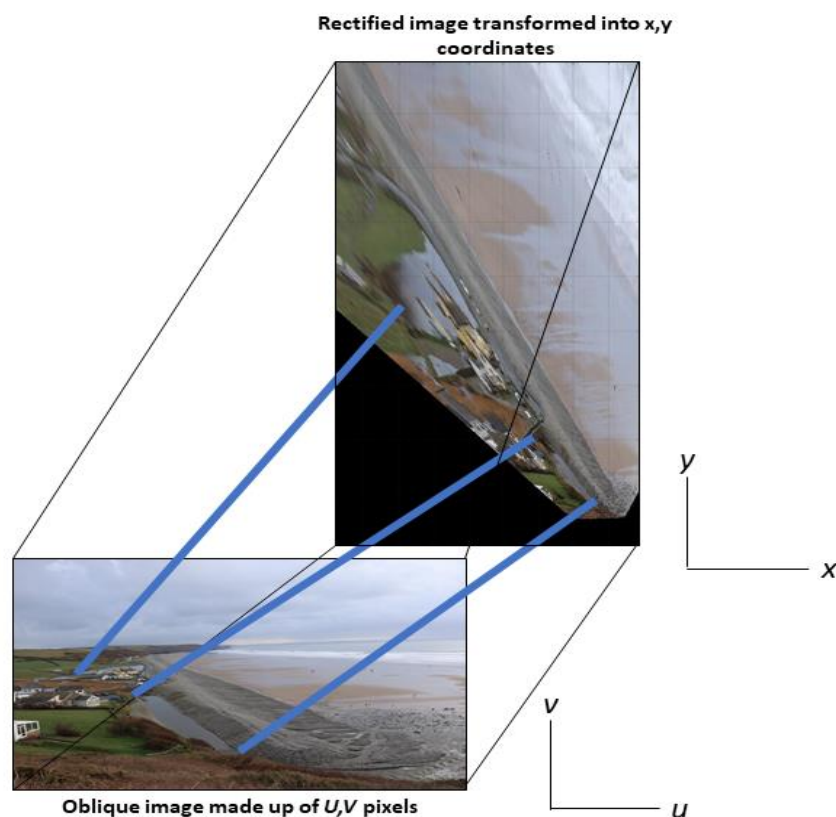 Rectified image transformed into x,y
coordinates
y
x
v
u
Oblique image made up of U,V pixels